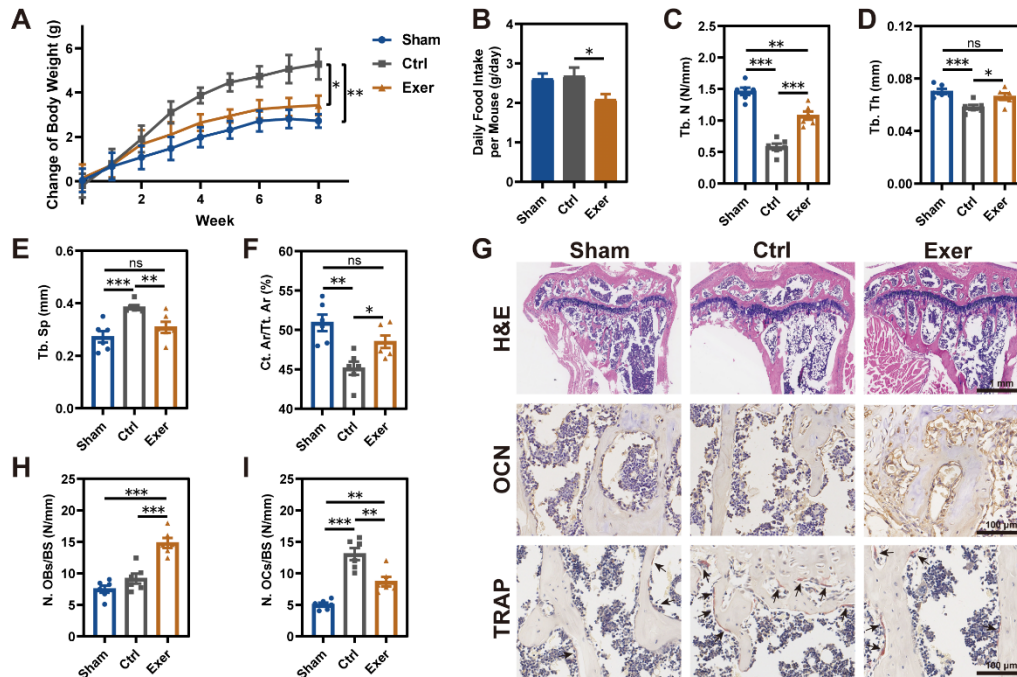 A
Change of Body Weight (g)
6
4
2
0
2
4
6
8
Week
Sham
Ctrl
Exer
*
**
B
Daily Food Intake
per Mouse (g/day)
4
3
2
1
0
*
Sham
Ctrl
Exer
C
Tb. N (N/mm)
2.0
1.5
1.0
0.5
0.0
**
***
***
Sham
Ctrl
Exer
D
Tb. Th (mm)
0.12
0.08
0.04
0.00
ns
***
*
Sham
Ctrl
Exer
E
Tb. Sp (mm)
0.6
0.4
0.2
0.0
ns
***
**
Sham
Ctrl
Exer
F
Ct. Ar/Tt. Ar (%)
60
55
50
45
40
ns
**
*
Sham
Ctrl
Exer
G
Sham
Ctrl
Exer
H&E
1 mm
OCN
100 μm
TRAP
100 μm
H
N. OBs/BS (N/mm)
25
20
15
10
5
0
***
***
Sham
Ctrl
Exer
I
N. OCs/BS (N/mm)
25
20
15
10
5
0
**
***
**
Sham
Ctrl
Exer